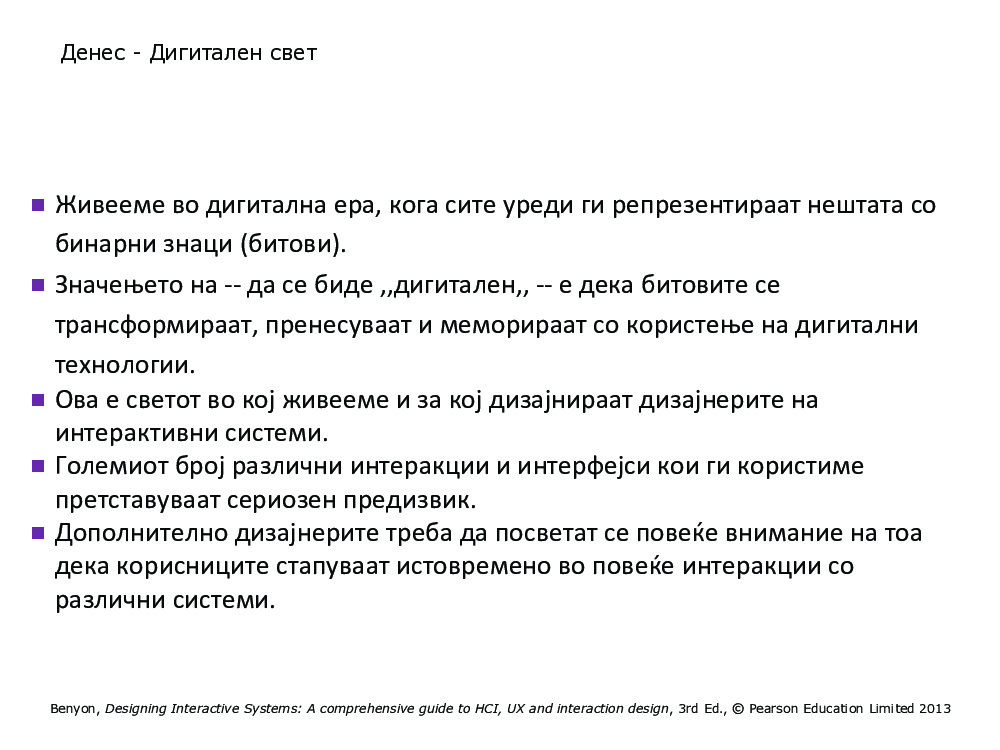 Денес - Дигитален свет
Живееме во дигитална ера, кога сите уреди ги репрезентираат нештата со
бинарни знаци (битови).
Значењето на -- да се биде ,,дигитален,, -- е дека битовите се
трансформираат, пренесуваат и меморираат со користење на дигитални
технологии.
Ова е светот во кој живееме и за кој дизајнираат дизајнерите на
интерактивни системи.
Големиот број различни интеракции и интерфејси кои ги користиме
претставуваат сериозен предизвик.
Дополнително дизајнерите треба да посветат се повеќе внимание на тоа
дека корисниците стапуваат истовремено во повеќе интеракции со
различни системи.
Benyon, Designing Interactive Systems: A comprehensive guide to HCI, UX and interaction design, 3rd Ed., © Pearson Education Limited 2013